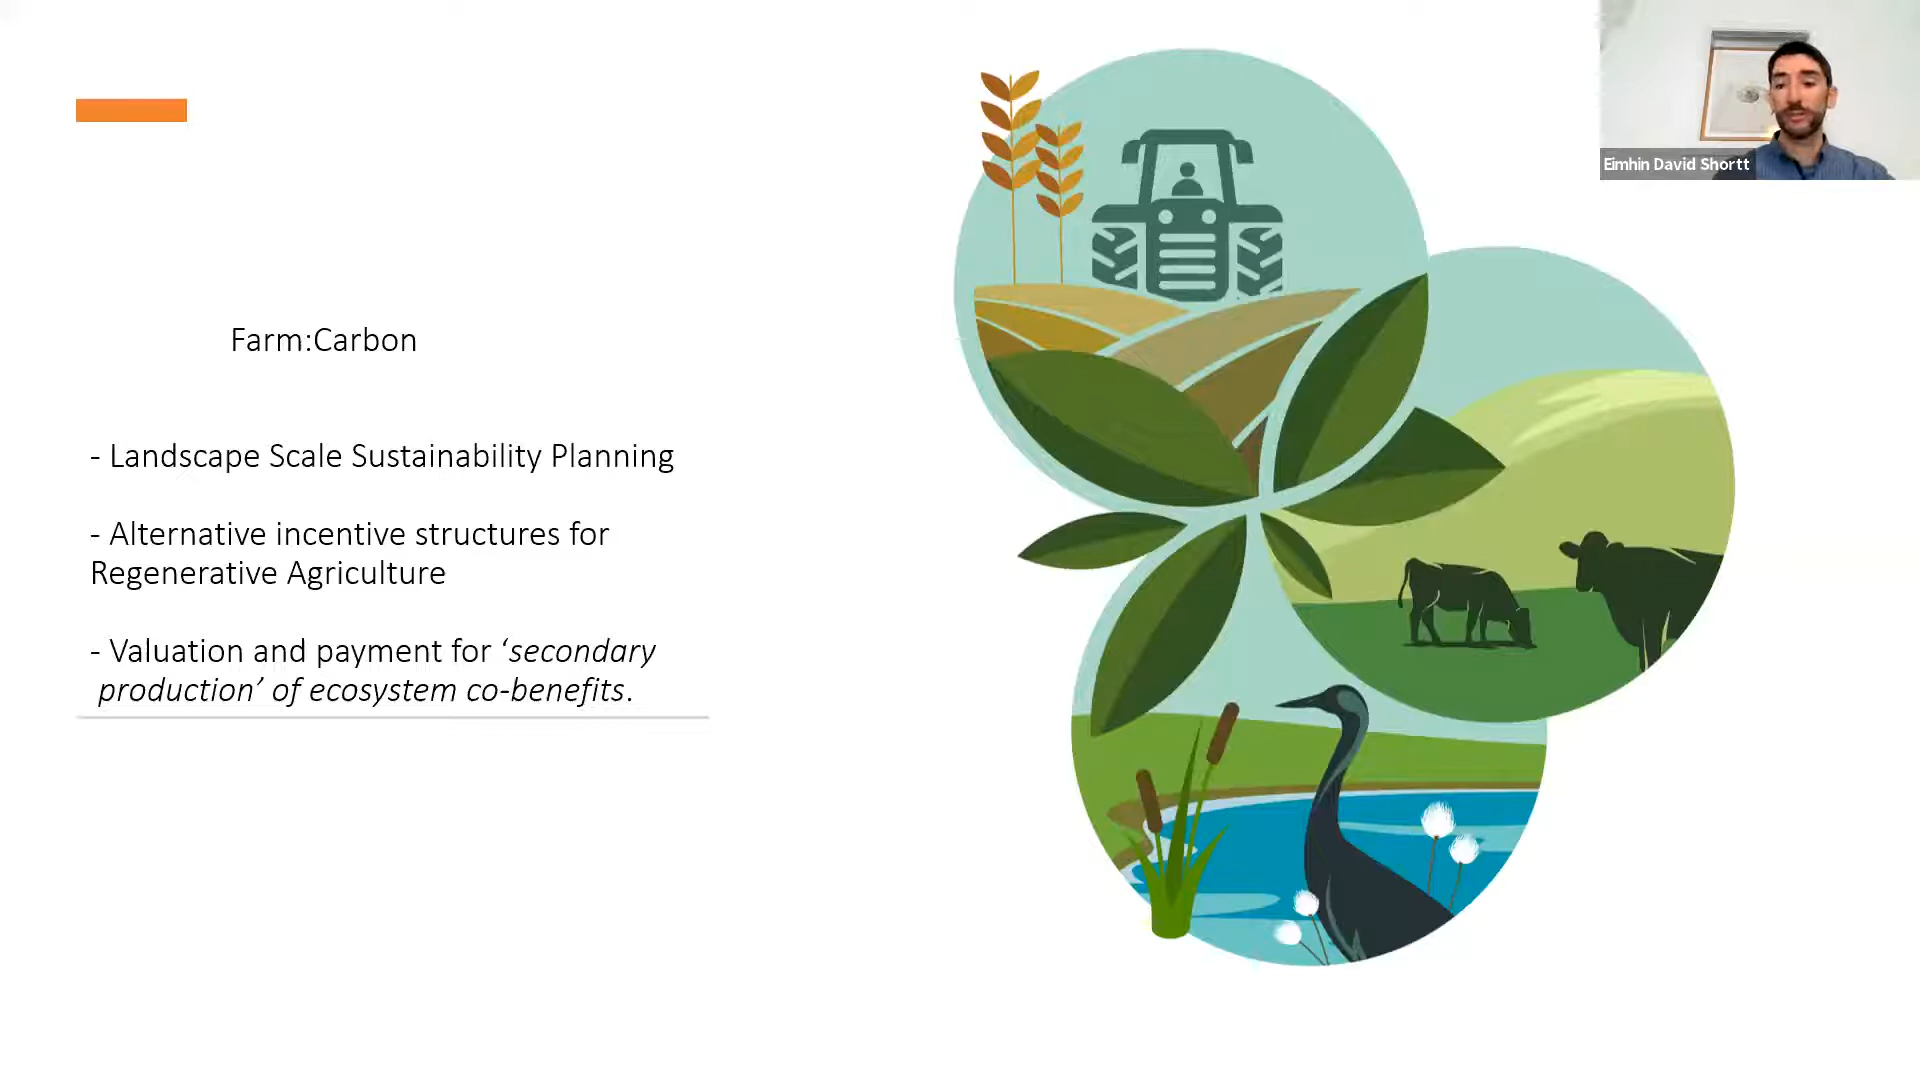 Farm:Carbon
- Landscape Scale Sustainability Planning
- Alternative incentive structures for
Regenerative Agriculture
- Valuation and payment for ‘secondary
production’ of ecosystem co-benefits.
Eimhin David Shortt